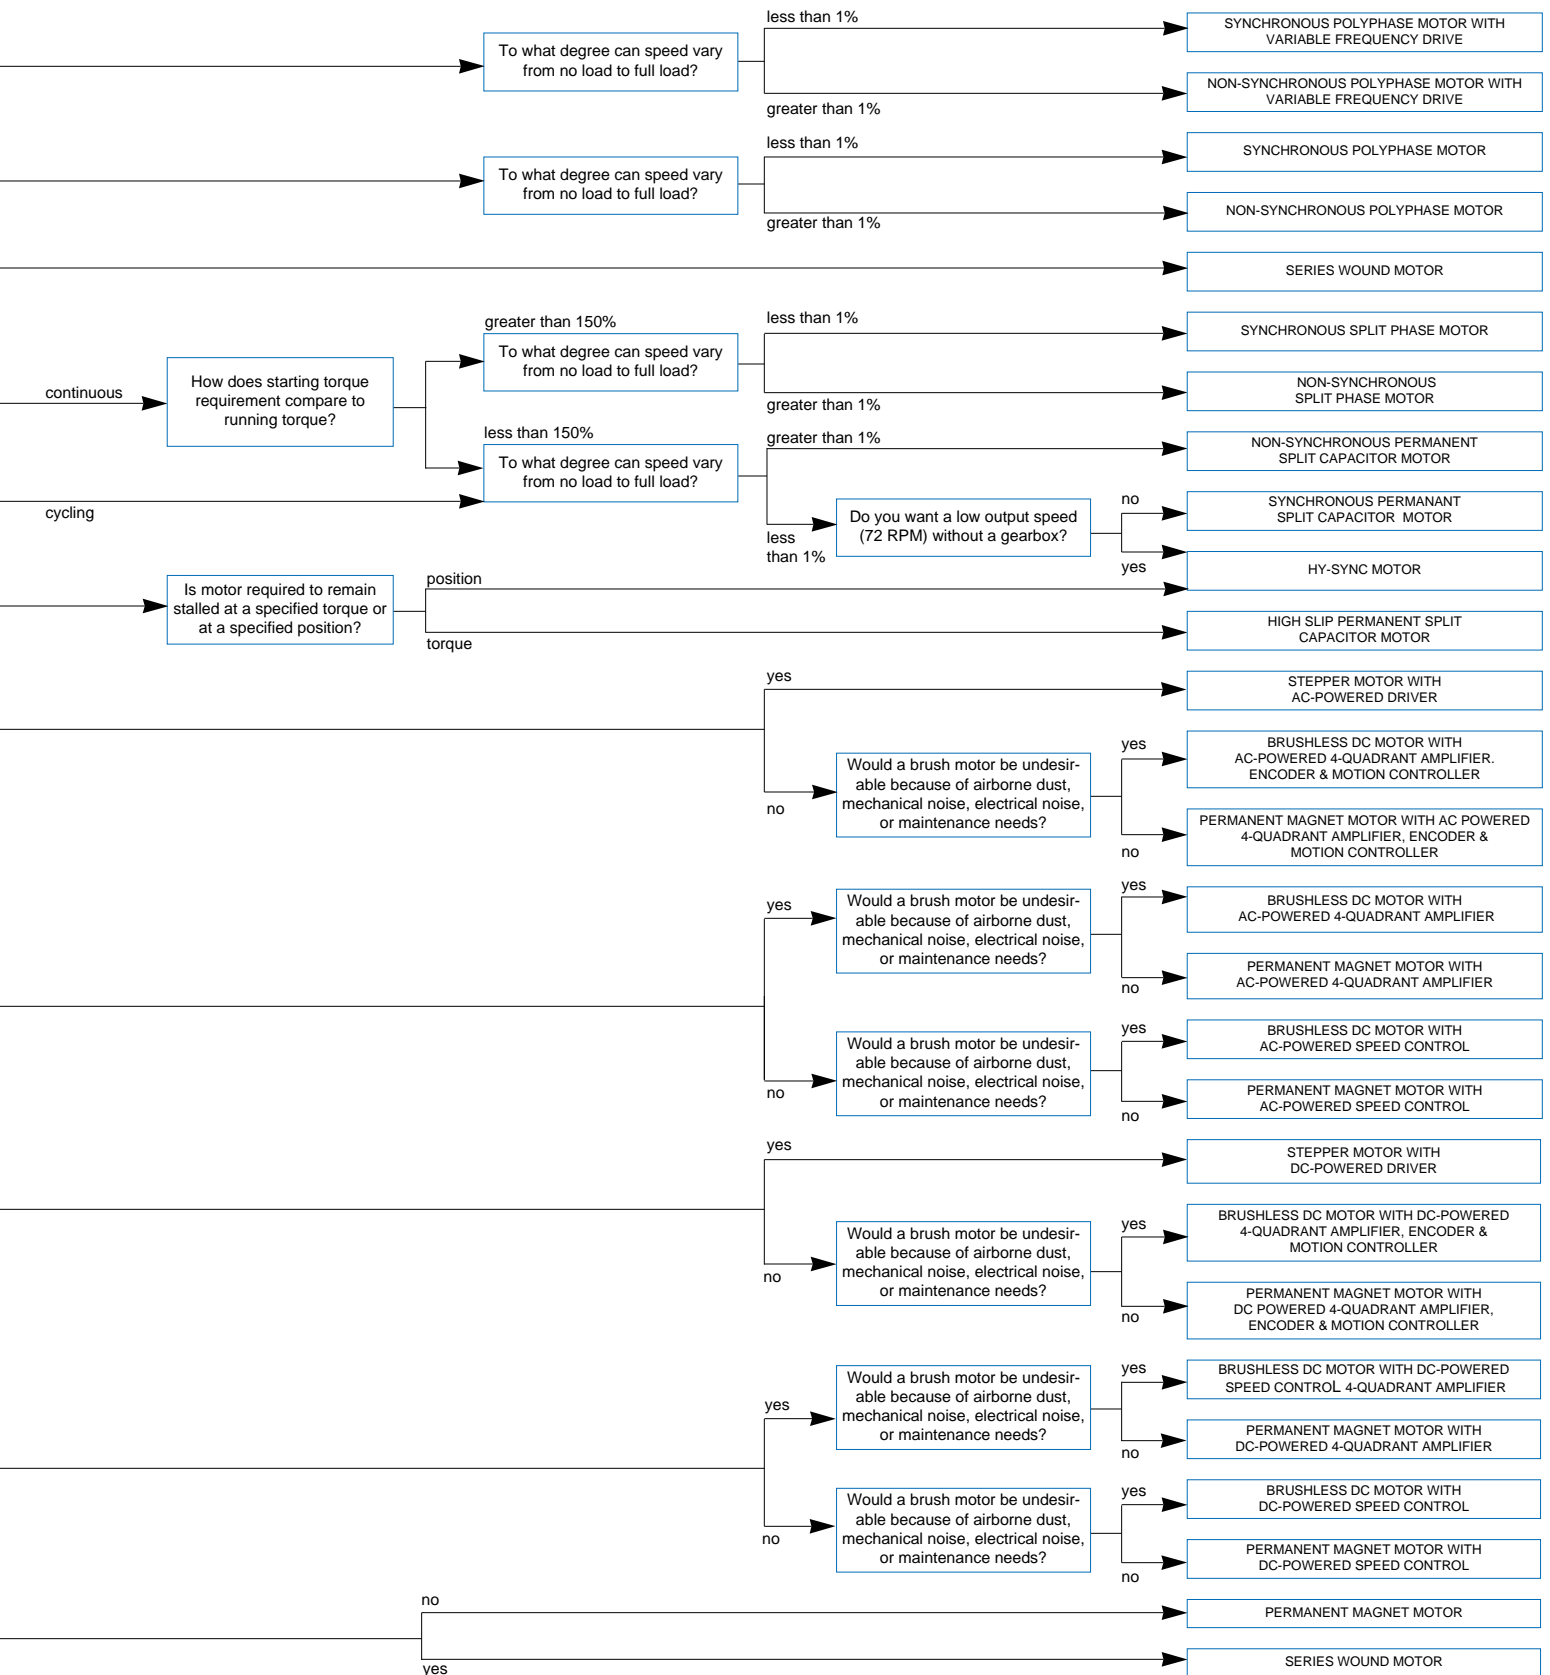 less than 1%
To what degree can speed vary
from no load to full load?
greater than 1%
SYNCHRONOUS POLYPHASE MOTOR WITH
VARIABLE FREQUENCY DRIVE
NON-SYNCHRONOUS POLYPHASE MOTOR WITH
VARIABLE FREQUENCY DRIVE
less than 1%
To what degree can speed vary
from no load to full load?
greater than 1%
SYNCHRONOUS POLYPHASE MOTOR
NON-SYNCHRONOUS POLYPHASE MOTOR
SERIES WOUND MOTOR
continuous
How does starting torque
requirement compare to
running torque?
greater than 150%
To what degree can speed vary
from no load to full load?
less than 1%
greater than 1%
SYNCHRONOUS SPLIT PHASE MOTOR
NON-SYNCHRONOUS
SPLIT PHASE MOTOR
less than 150%
To what degree can speed vary
from no load to full load?
cycling
greater than 1%
NON-SYNCHRONOUS PERMANENT
SPLIT CAPACITOR MOTOR
less
than 1%
Do you want a low output speed
(72 RPM) without a gearbox?
no
SYNCHRONOUS PERMANANT
SPLIT CAPACITOR  MOTOR
yes
HY-SYNC MOTOR
Is motor required to remain
stalled at a specified torque or
at a specified position?
position
torque
HIGH SLIP PERMANENT SPLIT
CAPACITOR MOTOR
yes
STEPPER MOTOR WITH
AC-POWERED DRIVER
no
Would a brush motor be undesir-
able because of airborne dust,
mechanical noise, electrical noise,
or maintenance needs?
yes
BRUSHLESS DC MOTOR WITH
AC-POWERED 4-QUADRANT AMPLIFIER.
ENCODER & MOTION CONTROLLER
no
PERMANENT MAGNET MOTOR WITH AC POWERED
4-QUADRANT AMPLIFIER, ENCODER &
MOTION CONTROLLER
yes
Would a brush motor be undesir-
able because of airborne dust,
mechanical noise, electrical noise,
or maintenance needs?
yes
BRUSHLESS DC MOTOR WITH
AC-POWERED 4-QUADRANT AMPLIFIER
no
PERMANENT MAGNET MOTOR WITH
AC-POWERED 4-QUADRANT AMPLIFIER
no
Would a brush motor be undesir-
able because of airborne dust,
mechanical noise, electrical noise,
or maintenance needs?
yes
BRUSHLESS DC MOTOR WITH
AC-POWERED SPEED CONTROL
no
PERMANENT MAGNET MOTOR WITH
AC-POWERED SPEED CONTROL
yes
STEPPER MOTOR WITH
DC-POWERED DRIVER
no
Would a brush motor be undesir-
able because of airborne dust,
mechanical noise, electrical noise,
or maintenance needs?
yes
BRUSHLESS DC MOTOR WITH DC-POWERED
4-QUADRANT AMPLIFIER, ENCODER &
MOTION CONTROLLER
no
PERMANENT MAGNET MOTOR WITH
DC POWERED 4-QUADRANT AMPLIFIER,
ENCODER & MOTION CONTROLLER
yes
Would a brush motor be undesir-
able because of airborne dust,
mechanical noise, electrical noise,
or maintenance needs?
yes
BRUSHLESS DC MOTOR WITH DC-POWERED
SPEED CONTROL 4-QUADRANT AMPLIFIER
no
PERMANENT MAGNET MOTOR WITH
DC-POWERED 4-QUADRANT AMPLIFIER
no
Would a brush motor be undesir-
able because of airborne dust,
mechanical noise, electrical noise,
or maintenance needs?
yes
BRUSHLESS DC MOTOR WITH
DC-POWERED SPEED CONTROL
no
PERMANENT MAGNET MOTOR WITH
DC-POWERED SPEED CONTROL
no
PERMANENT MAGNET MOTOR
yes
SERIES WOUND MOTOR